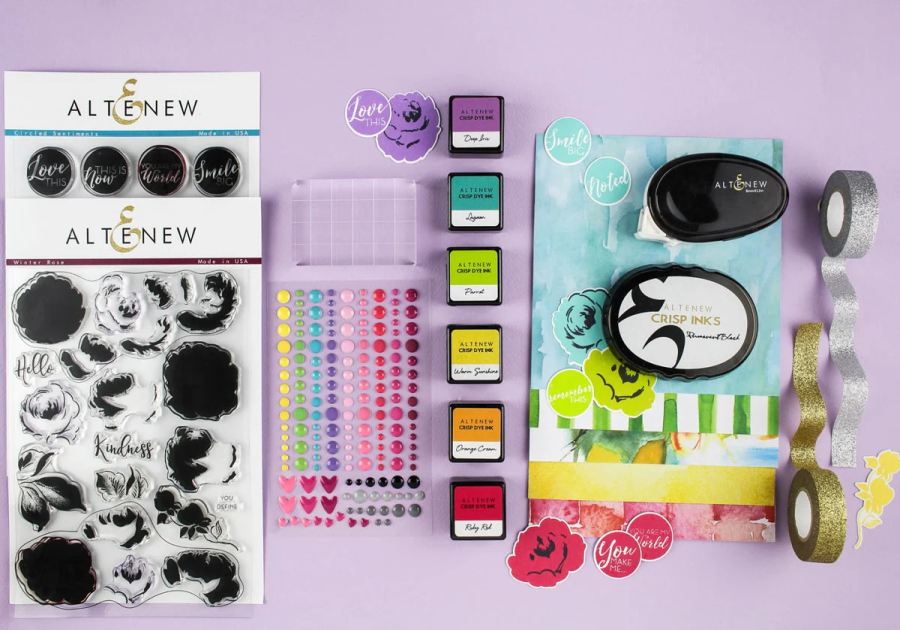 ALTENEW
Circled Sentiments
Made in USA
Love
THIS
THIS IS
Now
YOU ARE MY
World
Smile
BIG
ALTENEW
Winter Rose
Made in USA
Hello
Kindness
YOU
DEFINE
Love
THIS
ALTENEW
CRISP DYE INK
Deep Iris
ALTENEW
CRISP DYE INK
Lagoon
ALTENEW
CRISP DYE INK
Parrot
ALTENEW
CRISP DYE INK
Warm Sunshine
ALTENEW
CRISP DYE INK
Orange Cream
ALTENEW
CRISP DYE INK
Ruby Red
Smile
BIG
Noted
ALTENEW
ALTENEW
CRISP INKS
Permanent Black
remember
THIS
You
MAKE
ME...
YOU ARE MY
World